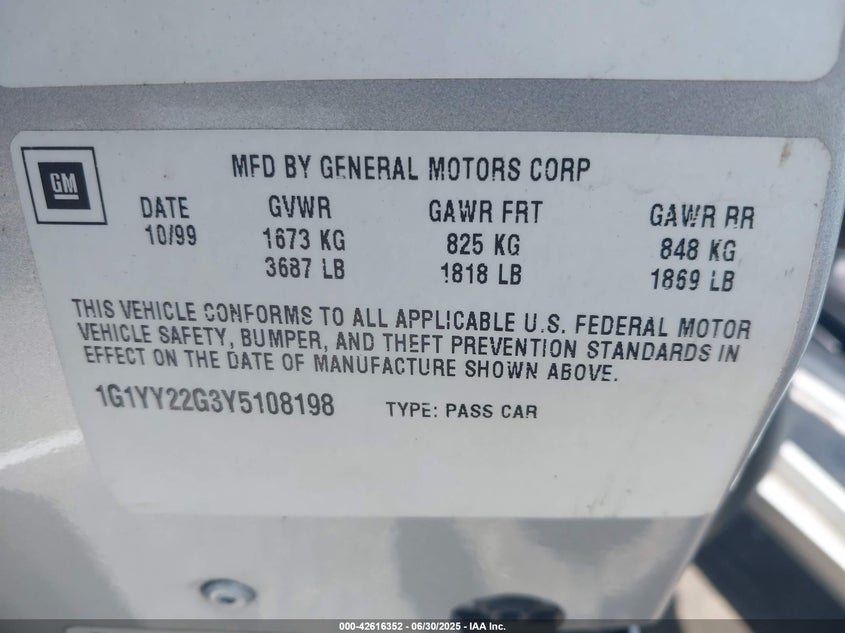 GM
MFD BY GENERAL MOTORS CORP
DATE GVWR GAWR FRT GAWR RR
10/99 1673 KG 825 KG 848 KG
3687 LB 1818 LB 1869 LB
THIS VEHICLE CONFORMS TO ALL APPLICABLE U.S. FEDERAL MOTOR
VEHICLE SAFETY, BUMPER, AND THEFT PREVENTION STANDARDS IN
EFFECT ON THE DATE OF MANUFACTURE SHOWN ABOVE.
1G1YY22G3Y5108198 TYPE: PASS CAR
000-42616352 - 06/30/2025 - IAA Inc.